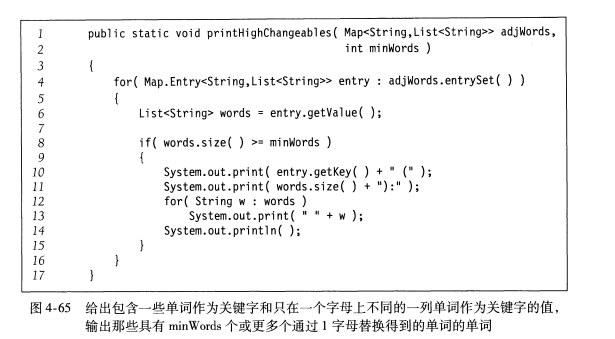 1 public static void printHighChangeables( Map<String,List<String>> adjWords,
2 int minWords )
3 {
4 for( Map.Entry<String,List<String>> entry : adjWords.entrySet( ) )
5 {
6 List<String> words = entry.getValue( );
7
8 if( words.size( ) >= minWords )
9 {
10 System.out.print( entry.getKey( ) + " (" );
11 System.out.print( words.size( ) + "):" );
12 for( String w : words )
13 System.out.print( " " + w );
14 System.out.println( );
15 }
16 }
17 }
图 4-65 给出包含一些单词作为关键字和只在一个字母上不同的一列单词作为关键字的值，
输出那些具有 minWords 个或更多个通过 1 字母替换得到的单词的单词